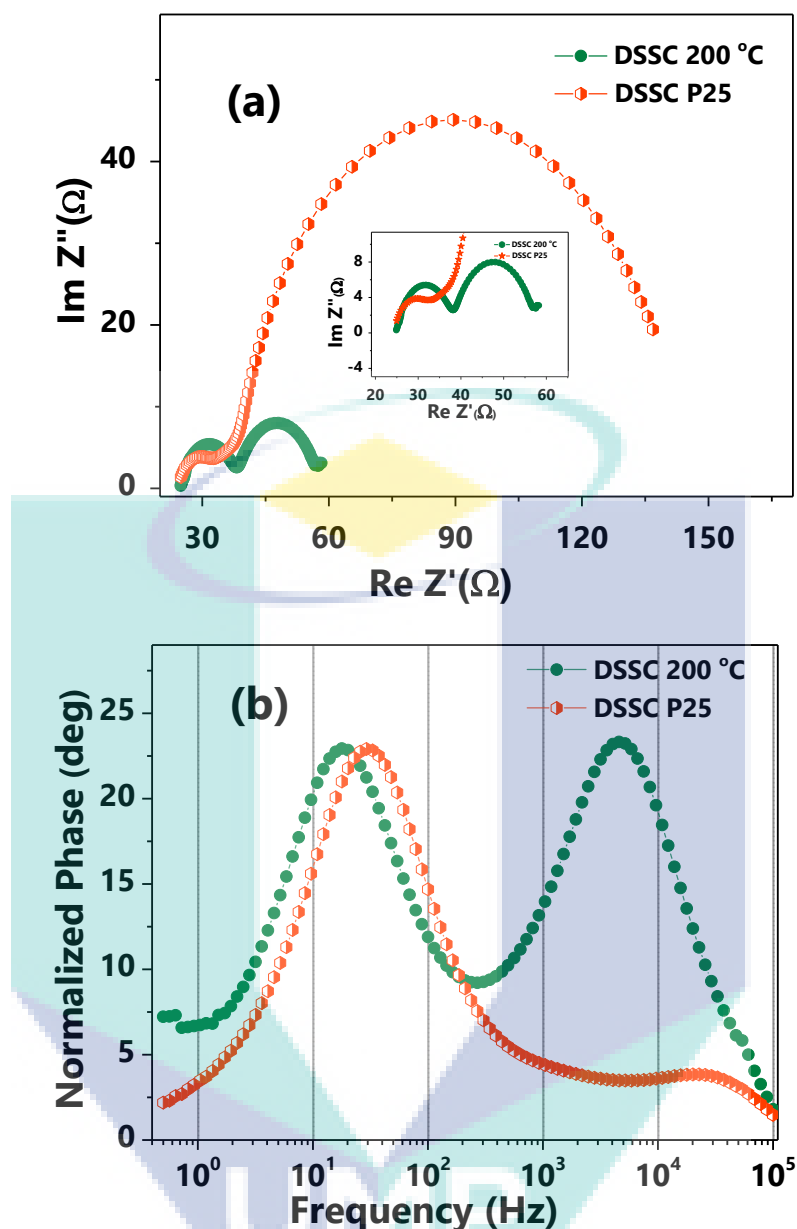 DSSC 200 °C
DSSC P25
(a)
40
20
0
Im Z"(Ω)
DSSC 200 °C
DSSC P25
8
4
0
-4
Im Z"(Ω)
20 30 40 50 60
Re Z'(Ω)
30 60 90 120 150
Re Z'(Ω)
DSSC 200 °C
DSSC P25
(b)
25
20
15
10
5
0
Normalized Phase (deg)
10⁰ 10¹ 10² 10³ 10⁴ 10⁵
Frequency (Hz)
UMP